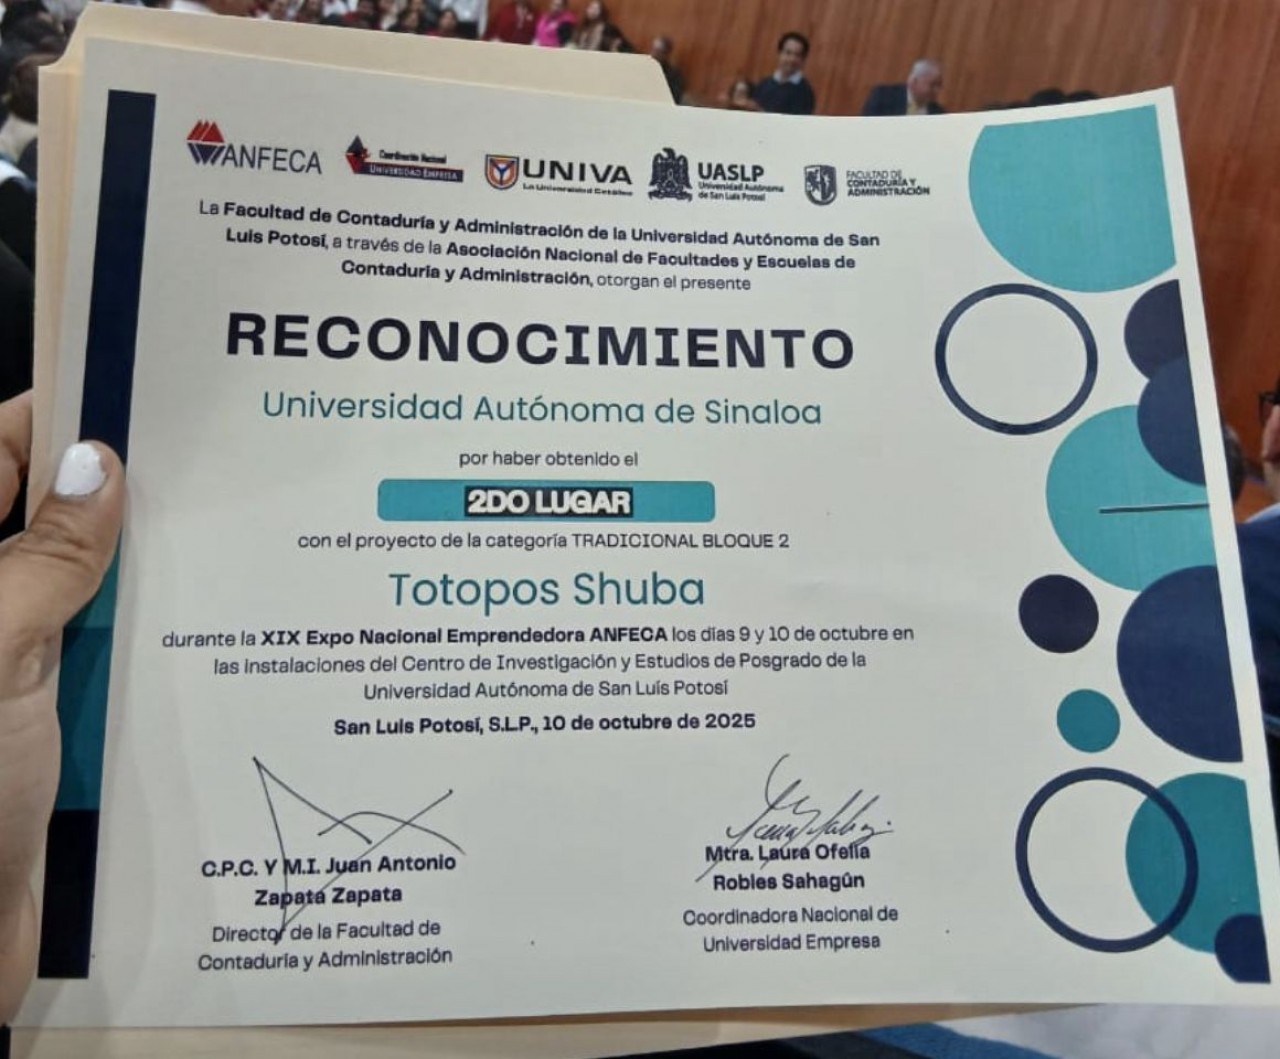 ANFECA
Coordinación Nacional
UNIVERSIDAD EMPRESA
UNIVA
La Universidad Católica
UASLP
Universidad Autónoma
de San Luis Potosí
FACULTAD DE
CONTADURÍA Y
ADMINISTRACIÓN
La Facultad de Contaduría y Administración de la Universidad Autónoma de San
Luis Potosí, a través de la Asociación Nacional de Facultades y Escuelas de
Contaduría y Administración, otorgan el presente
RECONOCIMIENTO
Universidad Autónoma de Sinaloa
por haber obtenido el
2DO LUGAR
con el proyecto de la categoría TRADICIONAL BLOQUE 2
Totopos Shuba
durante la XIX Expo Nacional Emprendedora ANFECA los días 9 y 10 de octubre en
las instalaciones del Centro de Investigación y Estudios de Posgrado de la
Universidad Autónoma de San Luis Potosí
San Luis Potosí, S.L.P., 10 de octubre de 2025
C.P.C. Y M.I. Juan Antonio
Zapata Zapata
Director de la Facultad de
Contaduría y Administración
Mtra. Laura Ofelia
Robles Sahagún
Coordinadora Nacional de
Universidad Empresa